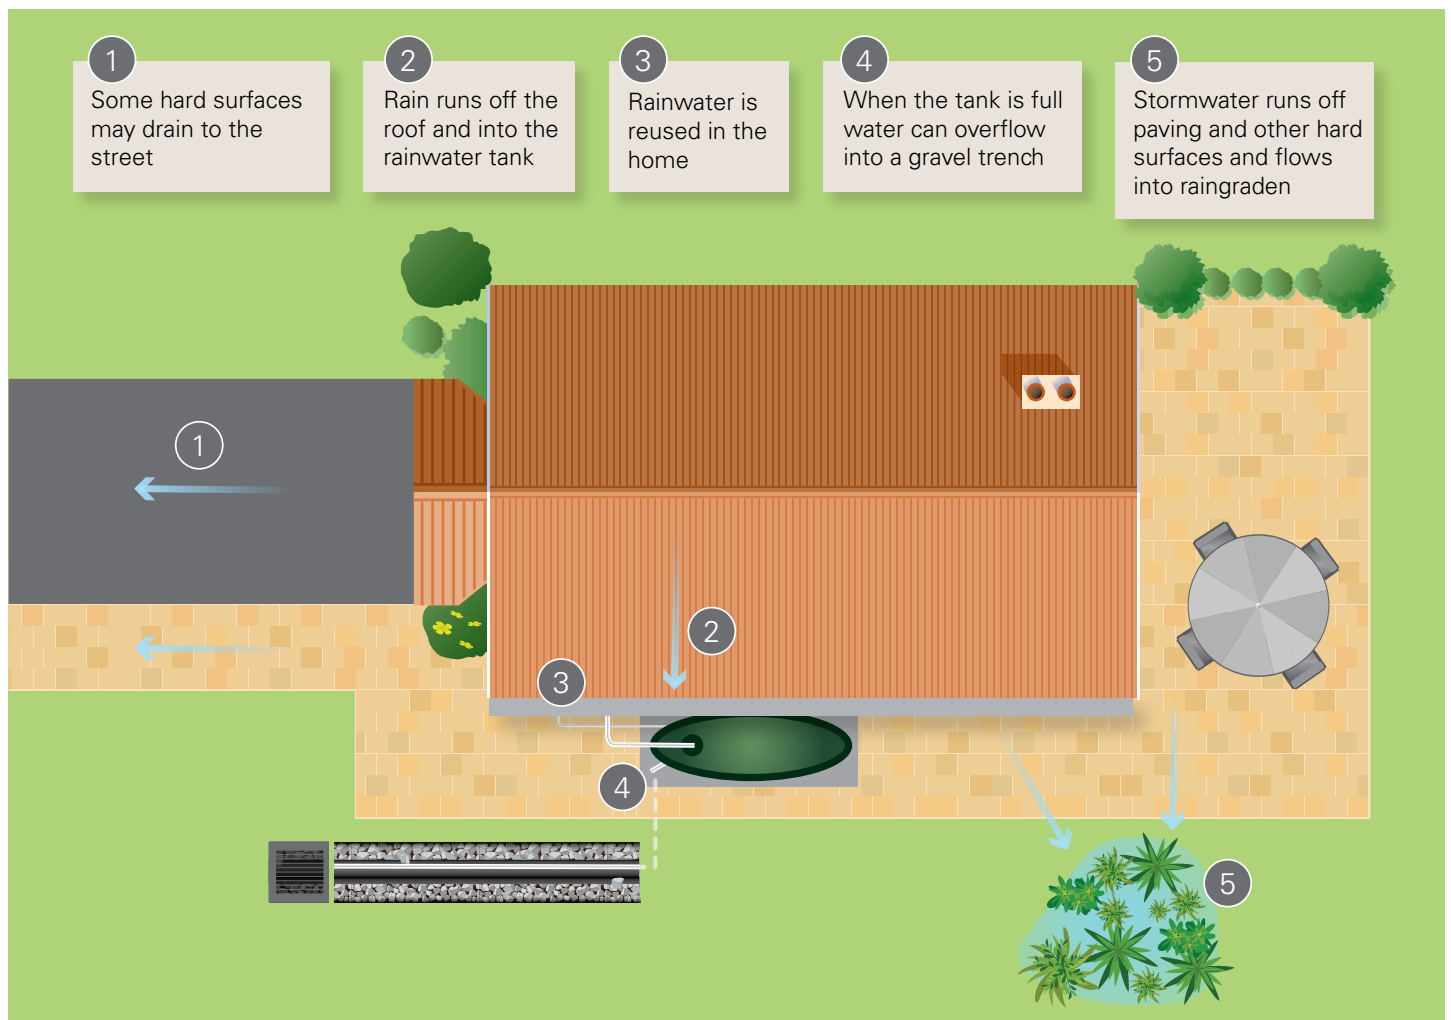 1
Some hard surfaces
may drain to the
street
2
Rain runs off the
roof and into the
rainwater tank
3
Rainwater is
reused in the
home
4
When the tank is full
water can overflow
into a gravel trench
5
Stormwater runs off
paving and other hard
surfaces and flows
into raingraden
1
2
3
4
5